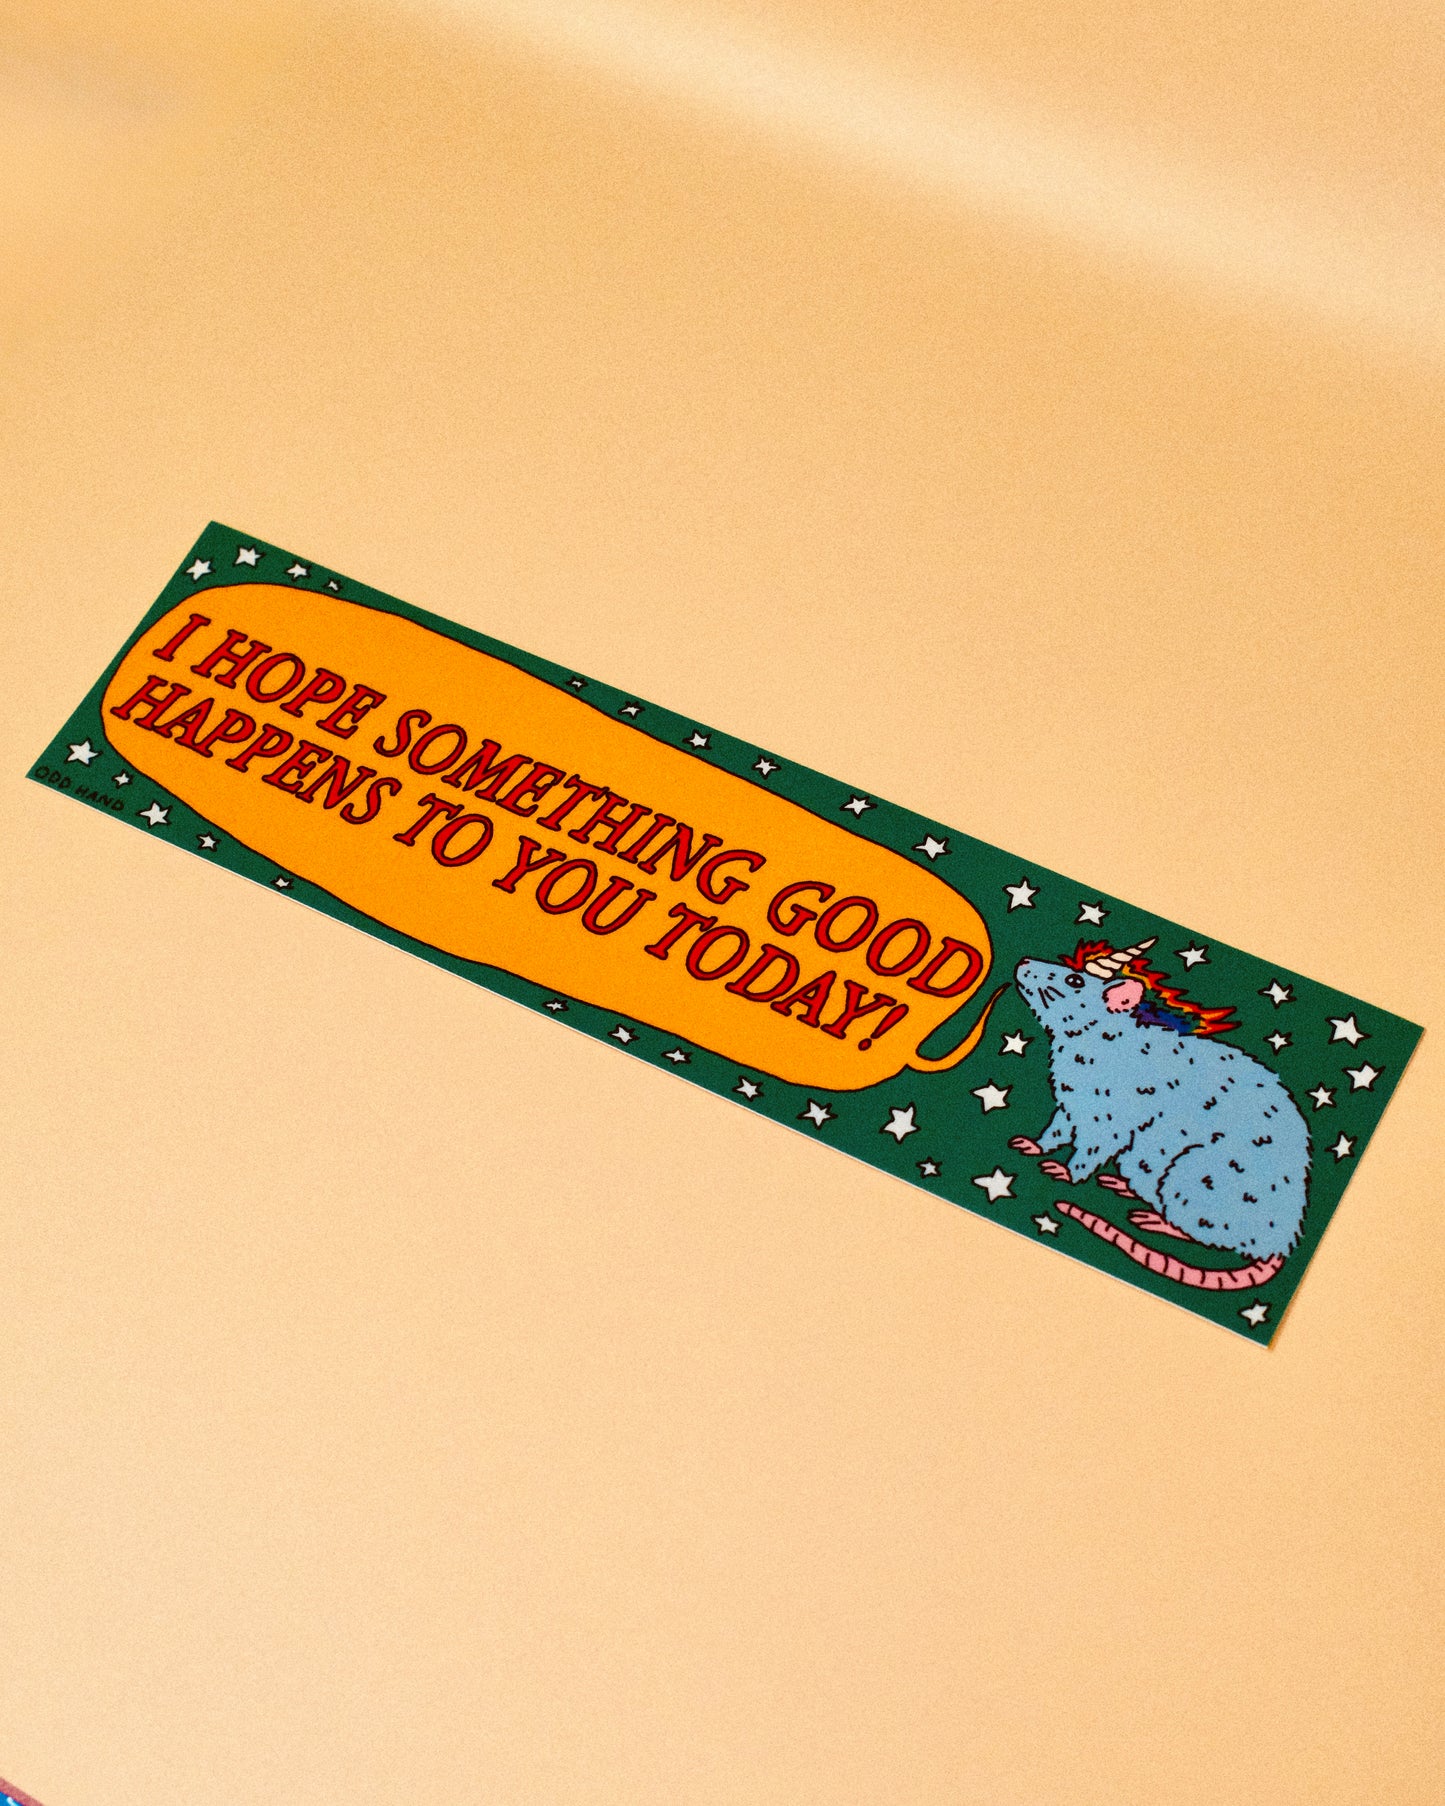 I HOPE SOMETHING GOOD
HAPPENS TO YOU TODAY!
ODD HAND